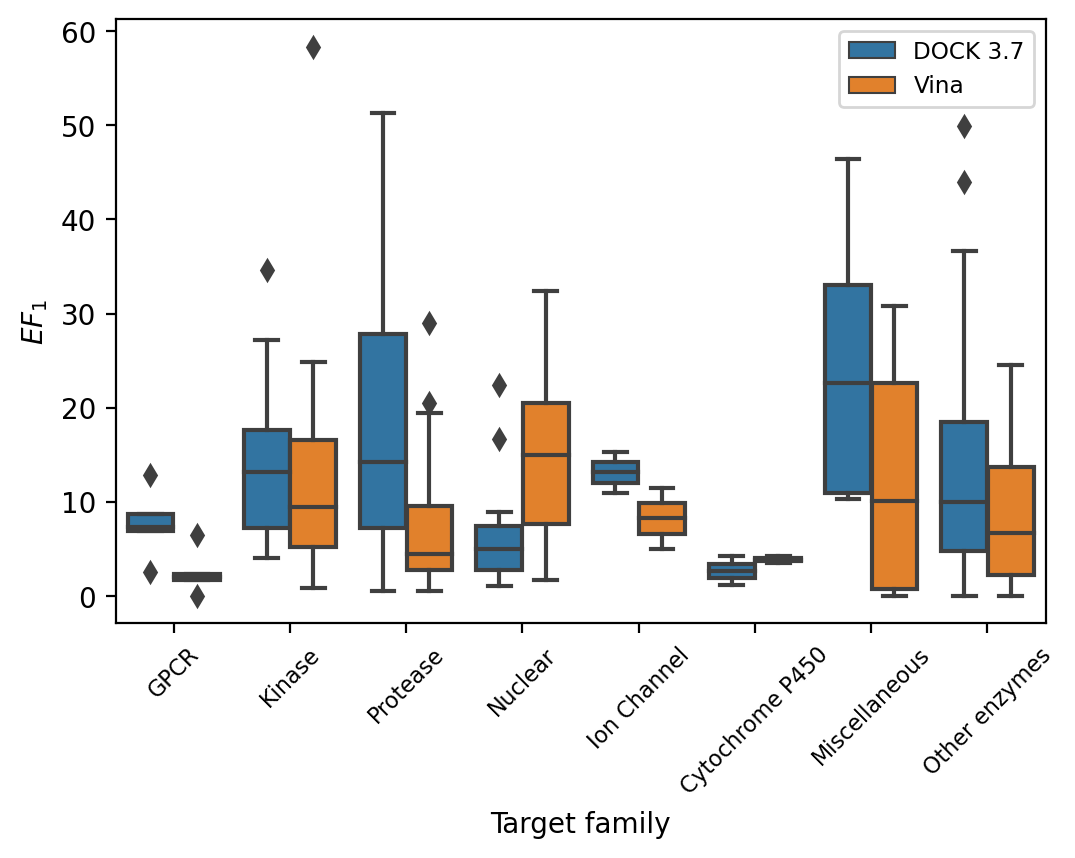 60
50
40
30
20
10
0
EF₁
DOCK 3.7
Vina
GPCR
Kinase
Protease
Nuclear
Ion Channel
Cytochrome P450
Miscellaneous
Other enzymes
Target family